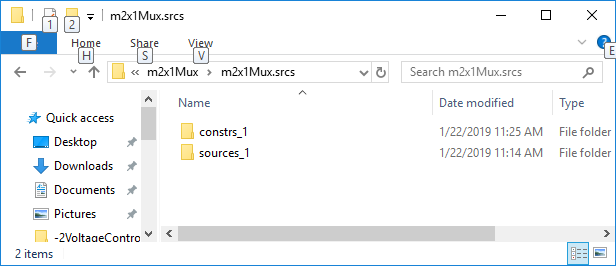 m2x1Mux.srcs
1 2
F
Home Share View
H S V E
« m2x1Mux > m2x1Mux.srcs
Search m2x1Mux.srcs
Name Date modified Type
Quick access
Desktop
Downloads
Documents
Pictures
-2VoltageContro
constrs_1 1/22/2019 11:25 AM File folder
sources_1 1/22/2019 11:14 AM File folder
2 items